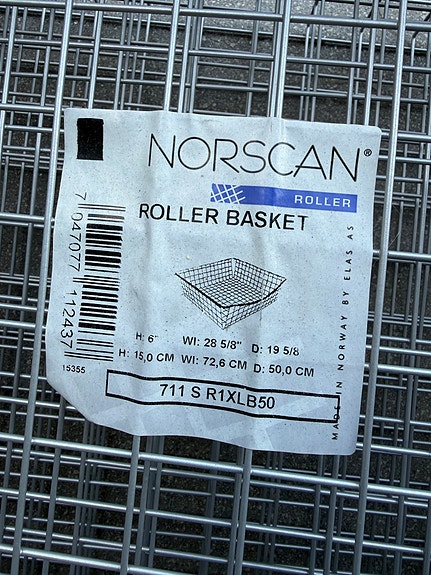 NORSCAN®
ROLLER
ROLLER BASKET
H: 6" WI: 28 5/8" D: 19 5/8
H: 15,0 CM WI: 72,6 CM D: 50,0 CM
711 S R1XLB50
7 047077 112437
15355
MADE IN NORWAY BY ELAS AS